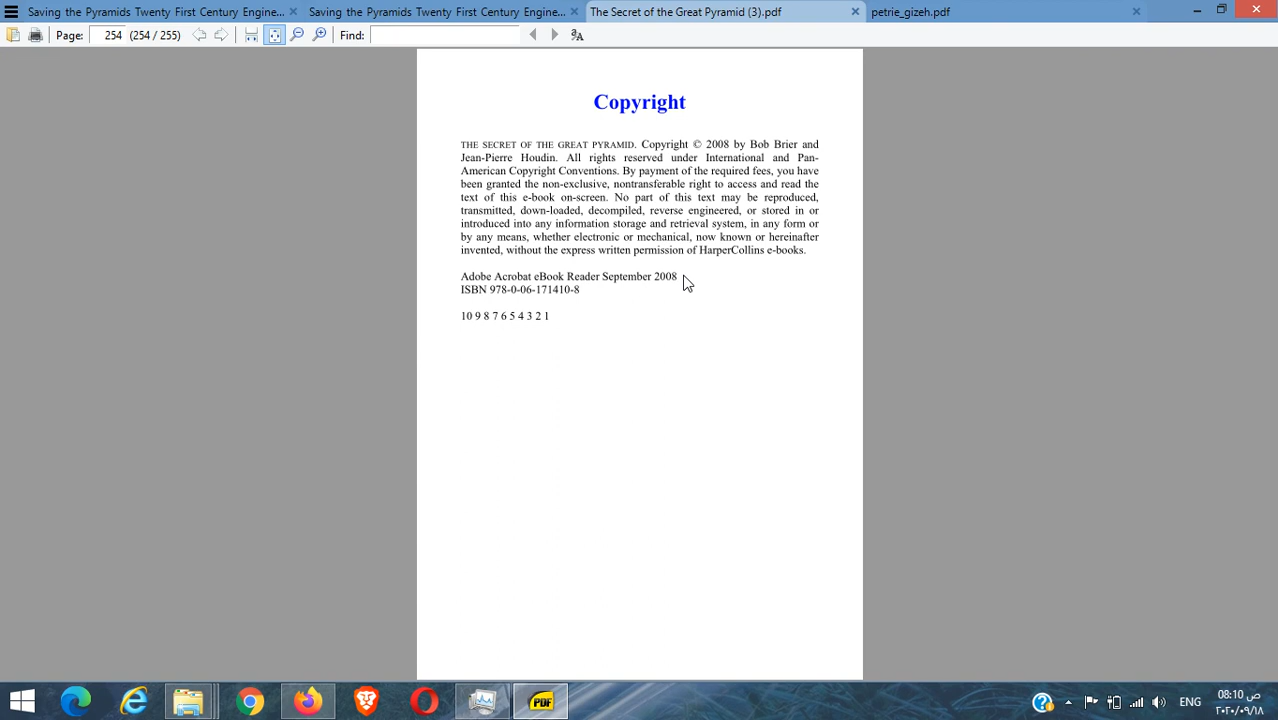 Saving the Pyramids Twenty First Century Engine...
Saving the Pyramids Twenty First Century Engine...
The Secret of the Great Pyramid (3).pdf
petrie_gizeh.pdf
Page: 254 (254 / 255)
Find:
Copyright
THE SECRET OF THE GREAT PYRAMID. Copyright © 2008 by Bob Brier and
Jean-Pierre Houdin. All rights reserved under International and Pan-
American Copyright Conventions. By payment of the required fees, you have
been granted the non-exclusive, nontransferable right to access and read the
text of this e-book on-screen. No part of this text may be reproduced,
transmitted, down-loaded, decompiled, reverse engineered, or stored in or
introduced into any information storage and retrieval system, in any form or
by any means, whether electronic or mechanical, now known or hereinafter
invented, without the express written permission of HarperCollins e-books.
Adobe Acrobat eBook Reader September 2008
ISBN 978-0-06-171410-8
10 9 8 7 6 5 4 3 2 1
PDF
ENG
08:10 ص
٢٠٢٠/٠٩/١٨